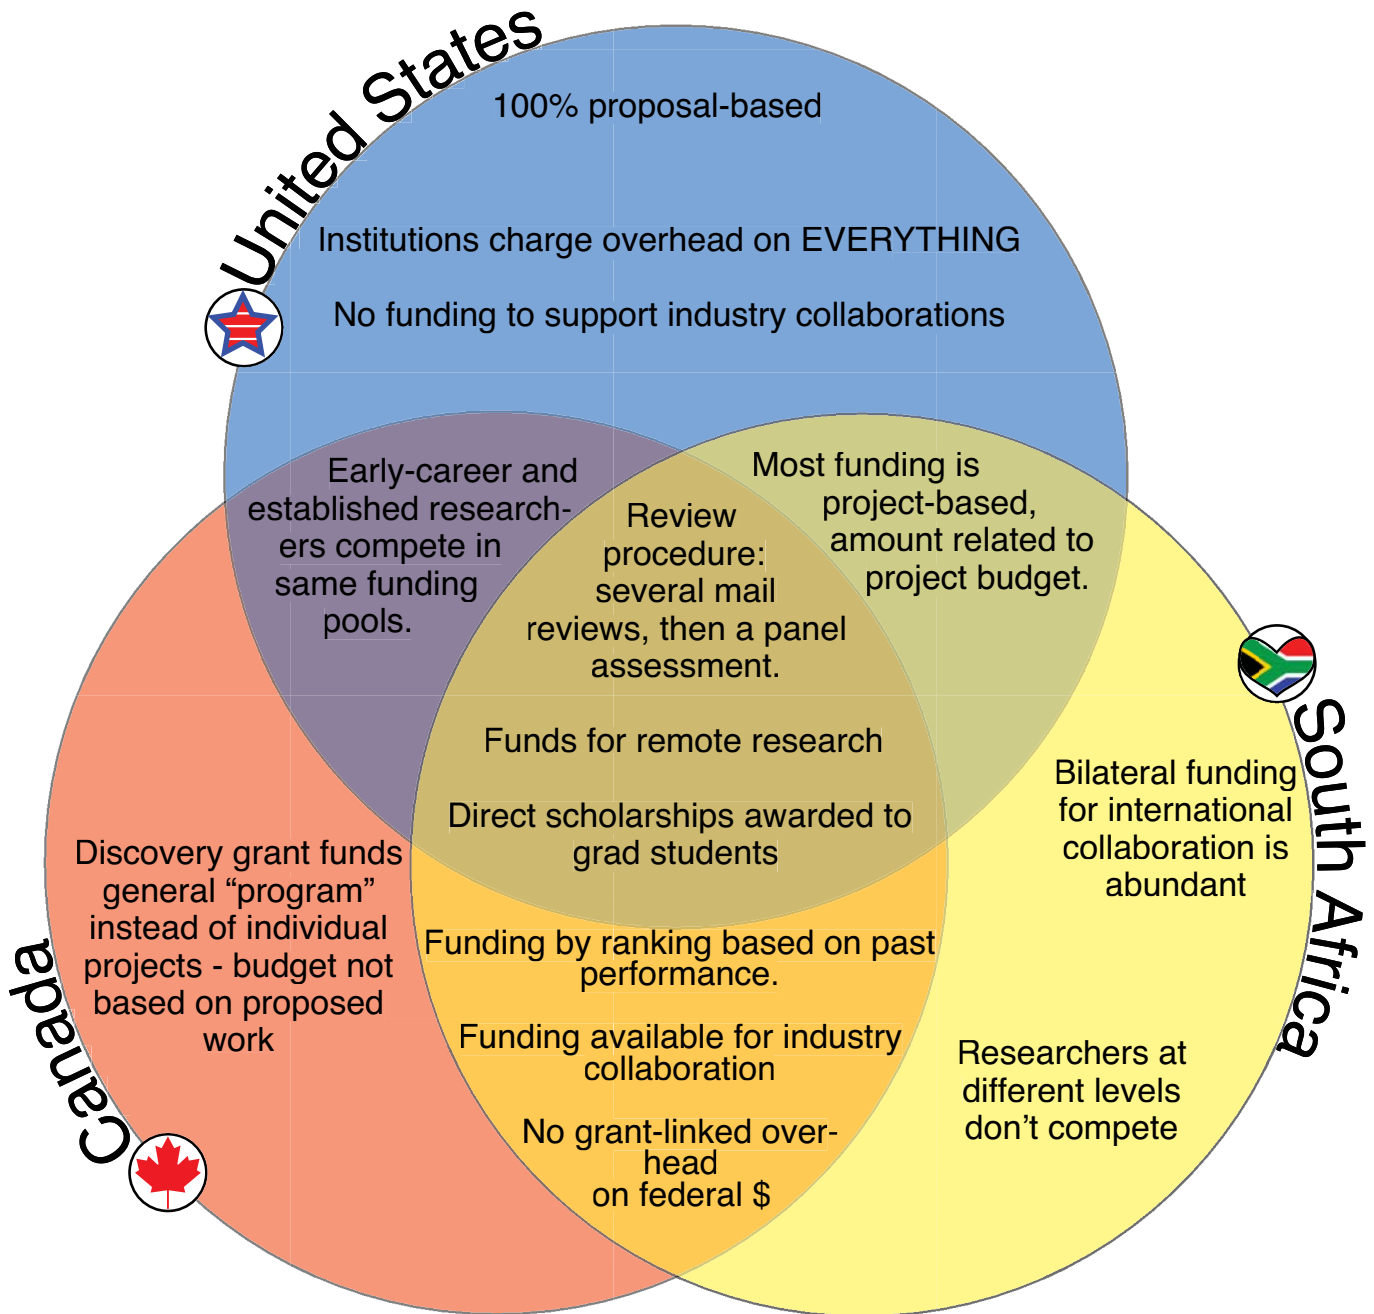 United States
100% proposal-based
Institutions charge overhead on EVERYTHING
No funding to support industry collaborations
Early-career and
established research-
ers compete in
same funding
pools.
Review
procedure:
several mail
reviews, then a panel
assessment.
Funds for remote research
Direct scholarships awarded to
grad students
Most funding is
project-based,
amount related to
project budget.
Discovery grant funds
general “program”
instead of individual
projects - budget not
based on proposed
work
Funding by ranking based on past
performance.
Funding available for industry
collaboration
No grant-linked over-
head
on federal $
Bilateral funding
for international
collaboration is
abundant
Researchers at
different levels
don’t compete
Canada
South Africa